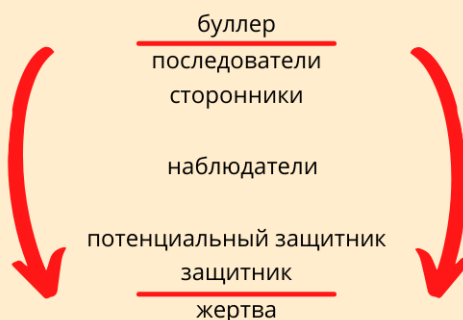 буллер
последователи
сторонники
наблюдатели
потенциальный защитник
защитник
жертва